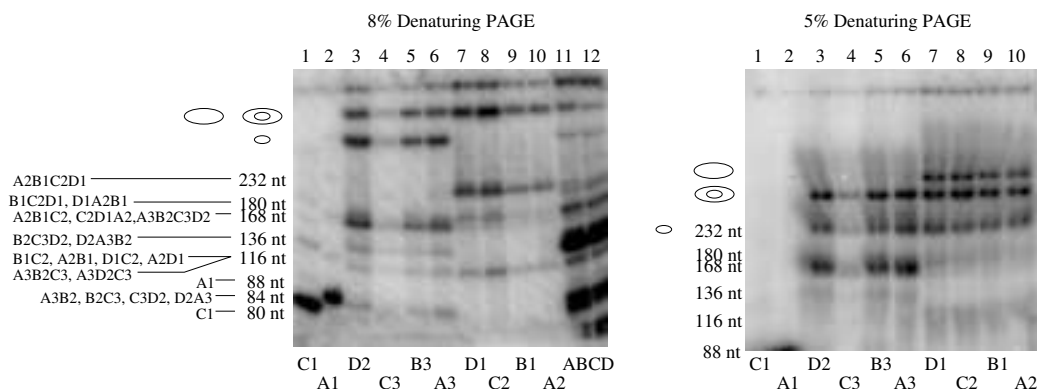 8% Denaturing PAGE
1 2 3 4 5 6 7 8 9 10 11 12
A2B1C2D1 232 nt
B1C2D1, D1A2B1 180 nt
A2B1C2, C2D1A2,A3B2C3D2 168 nt
B2C3D2, D2A3B2 136 nt
B1C2, A2B1, D1C2, A2D1 116 nt
A3B2C3, A3D2C3
A1 88 nt
A3B2, B2C3, C3D2, D2A3 84 nt
C1 80 nt
C1 A1 D2 C3 B3 A3 D1 C2 B1 A2 ABCD
5% Denaturing PAGE
1 2 3 4 5 6 7 8 9 10
232 nt
180 nt
168 nt
136 nt
116 nt
88 nt
C1 A1 D2 C3 B3 A3 D1 C2 B1 A2